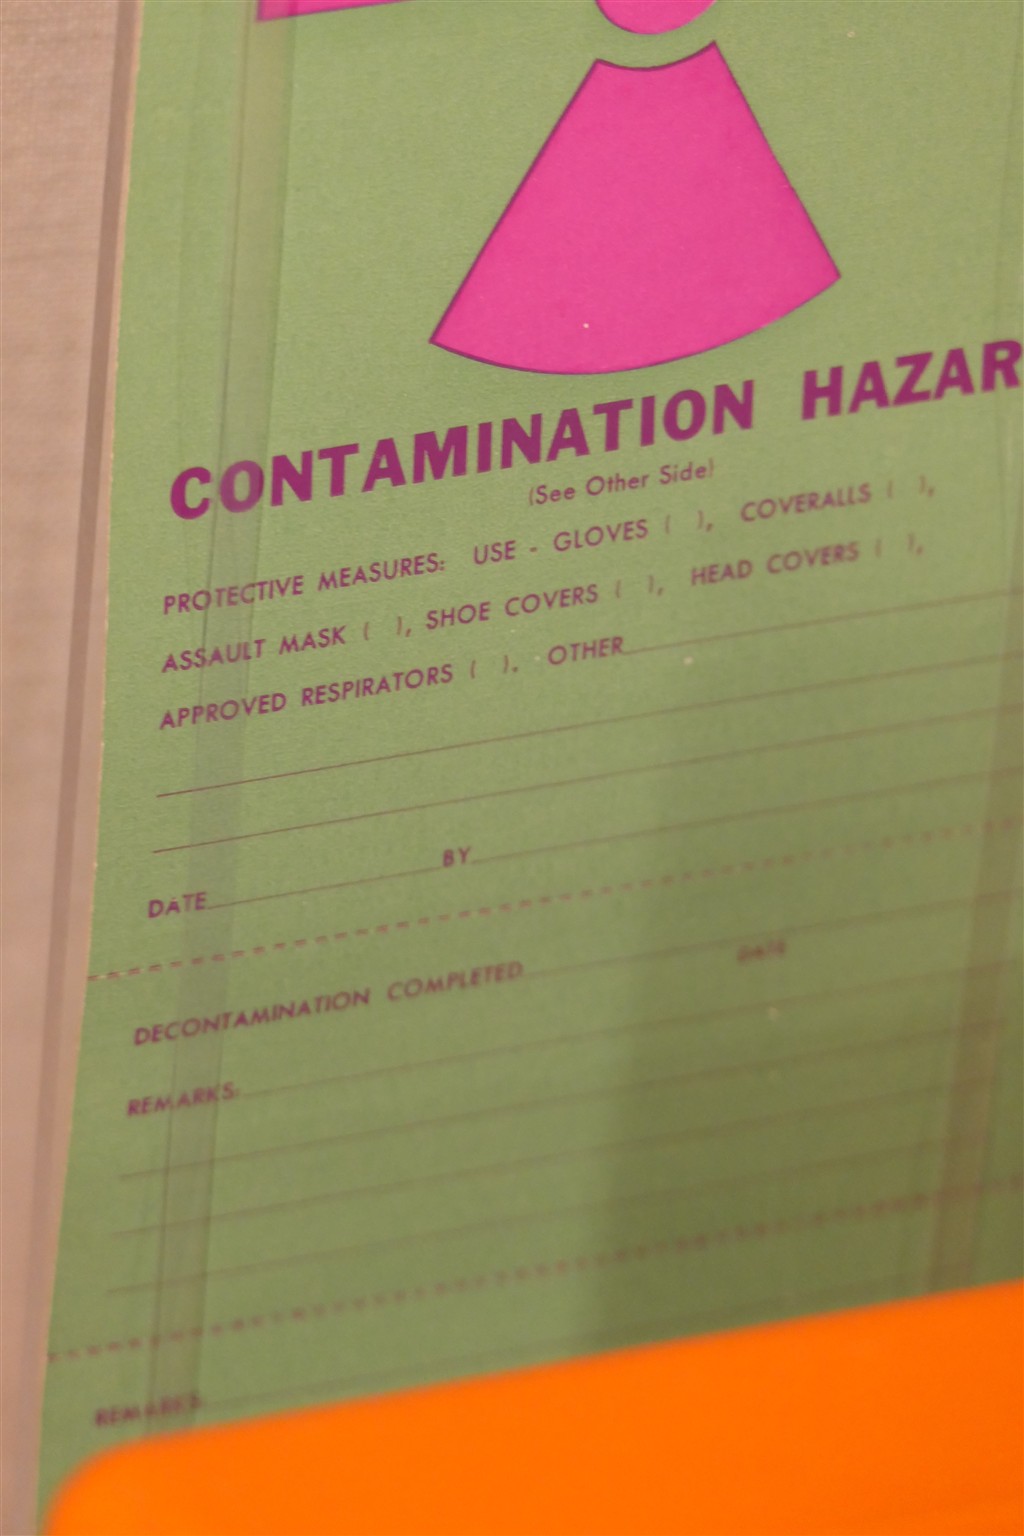 CONTAMINATION HAZAR
(See Other Side)
PROTECTIVE MEASURES: USE - GLOVES ( ), COVERALLS ( ),
ASSAULT MASK ( ), SHOE COVERS ( ), HEAD COVERS ( ),
APPROVED RESPIRATORS ( ), OTHER
DATE BY
DECONTAMINATION COMPLETED DATE
REMARKS:
REMARKS